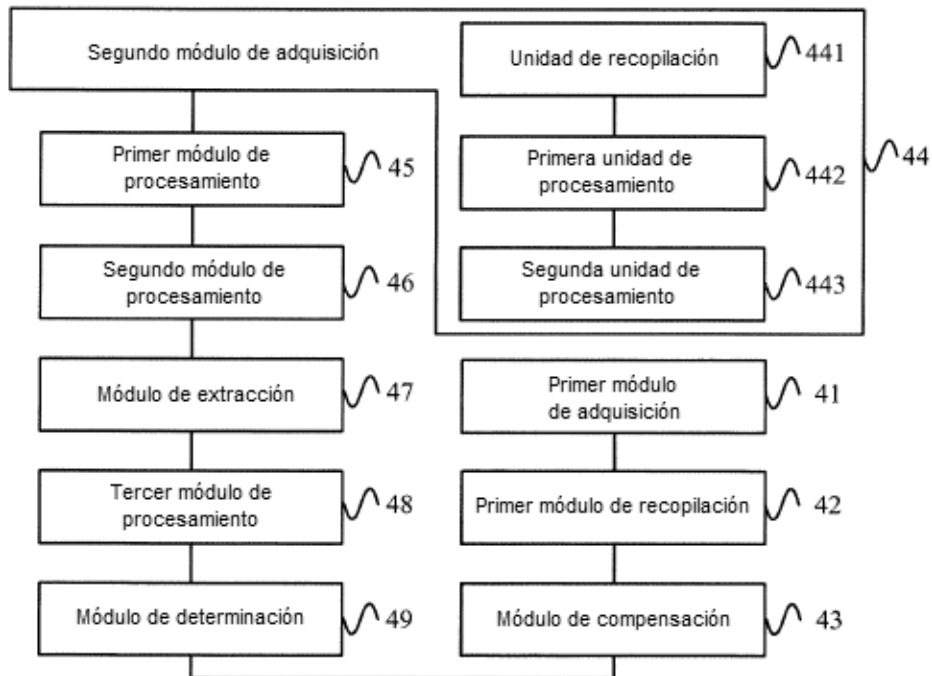 Segundo módulo de adquisición
Unidad de recopilación
441
Primera unidad de
procesamiento
442
Segunda unidad de
procesamiento
443
44
Primer módulo de
procesamiento
45
Segundo módulo de
procesamiento
46
Módulo de extracción
47
Tercer módulo de
procesamiento
48
Módulo de determinación
49
Primer módulo
de adquisición
41
Primer módulo de recopilación
42
Módulo de compensación
43